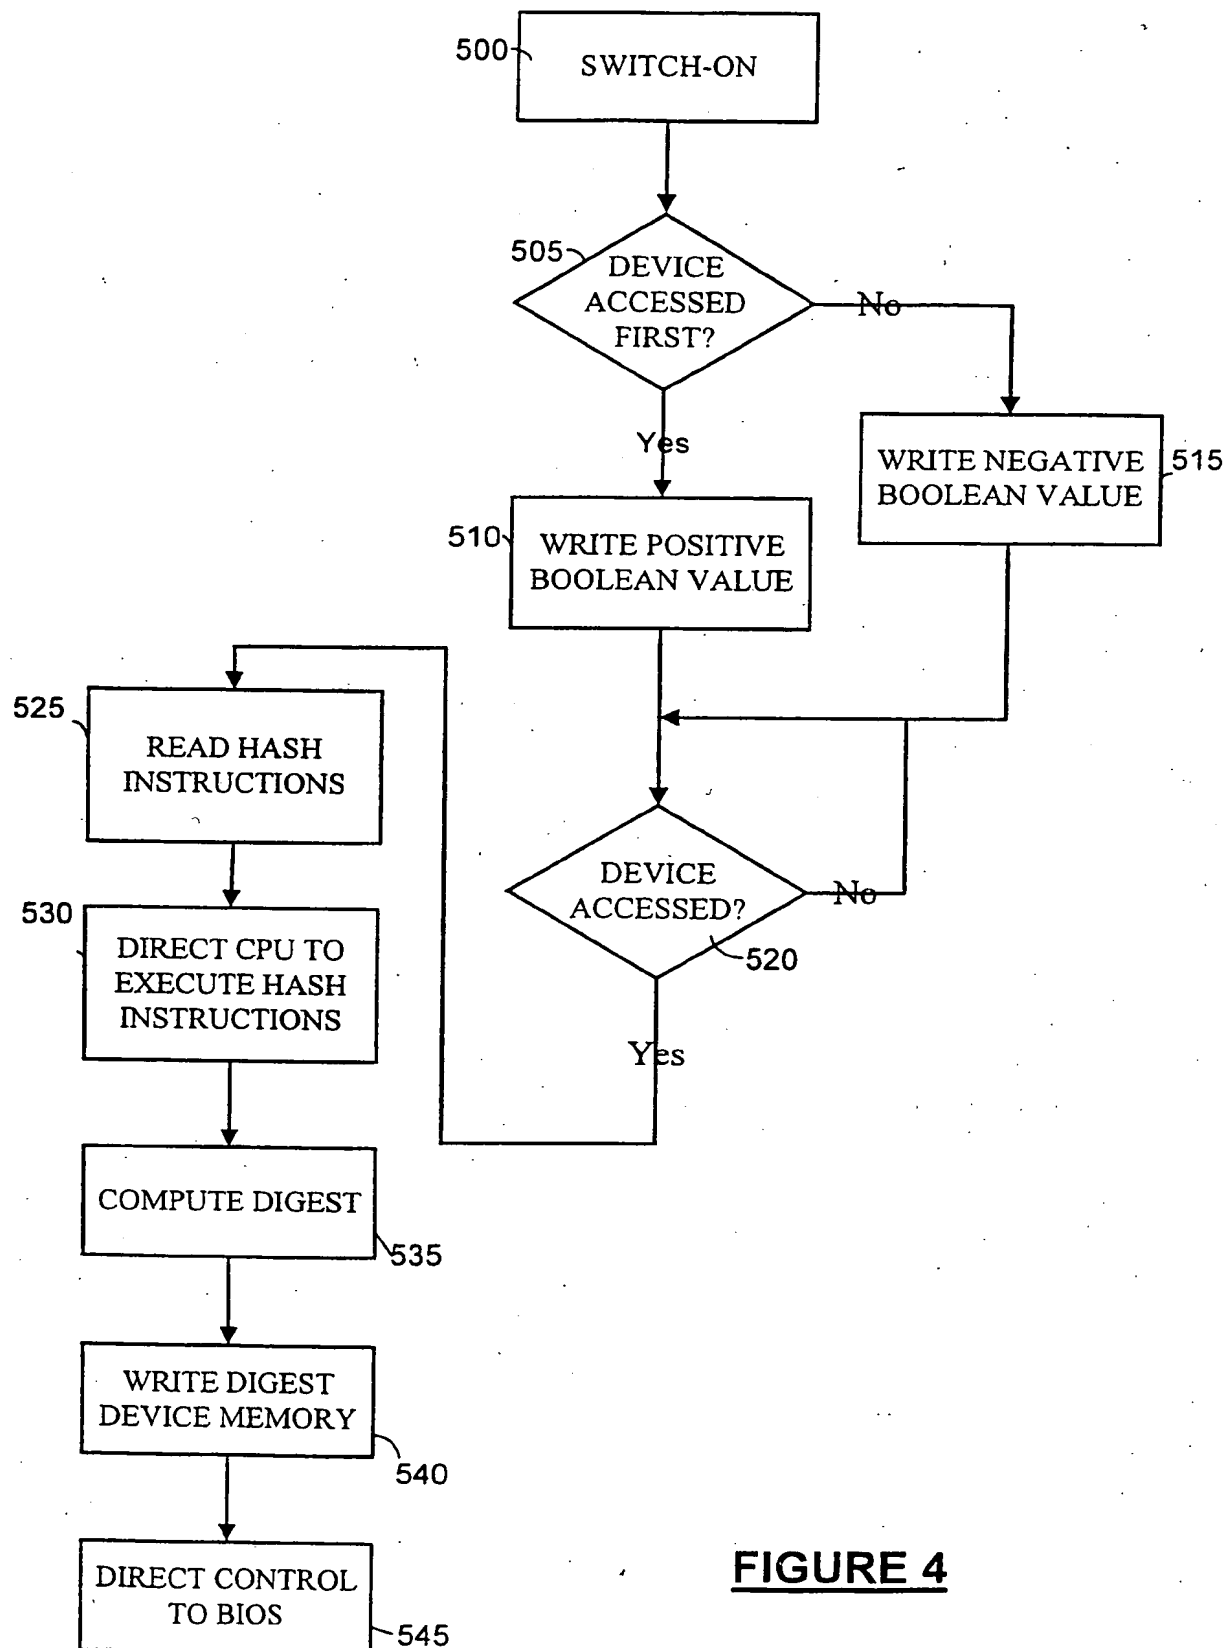 500
SWITCH-ON
505
DEVICE
ACCESSED
FIRST?
No
Yes
WRITE NEGATIVE
BOOLEAN VALUE
515
510
WRITE POSITIVE
BOOLEAN VALUE
525
READ HASH
INSTRUCTIONS
DEVICE
ACCESSED?
No
520
Yes
530
DIRECT CPU TO
EXECUTE HASH
INSTRUCTIONS
COMPUTE DIGEST
535
WRITE DIGEST
DEVICE MEMORY
540
DIRECT CONTROL
TO BIOS
545
FIGURE 4